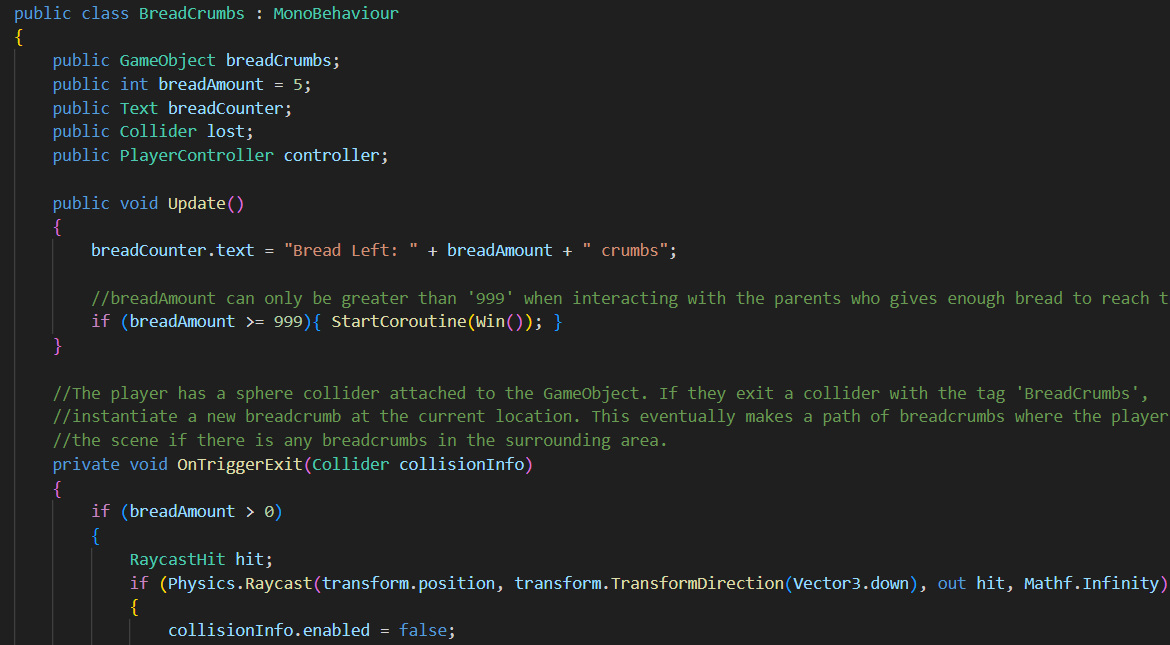 public class BreadCrumbs : MonoBehaviour
{
    public GameObject breadCrumbs;
    public int breadAmount = 5;
    public Text breadCounter;
    public Collider lost;
    public PlayerController controller;

    public void Update()
    {
        breadCounter.text = "Bread Left: " + breadAmount + " crumbs";

        //breadAmount can only be greater than '999' when interacting with the parents who gives enough bread to reach t
        if (breadAmount >= 999){ StartCoroutine(Win()); }
    }

    //The player has a sphere collider attached to the GameObject. If they exit a collider with the tag 'BreadCrumbs',
    //instantiate a new breadcrumb at the current location. This eventually makes a path of breadcrumbs where the player
    //the scene if there is any breadcrumbs in the surrounding area.
    private void OnTriggerExit(Collider collisionInfo)
    {
        if (breadAmount > 0)
        {
            RaycastHit hit;
            if (Physics.Raycast(transform.position, transform.TransformDirection(Vector3.down), out hit, Mathf.Infinity)
            {
                collisionInfo.enabled = false;